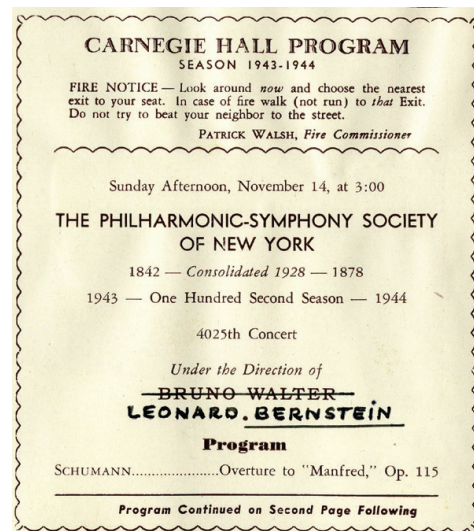 CARNEGIE HALL PROGRAM
SEASON 1943-1944
FIRE NOTICE — Look around now and choose the nearest
exit to your seat. In case of fire walk (not run) to that Exit.
Do not try to beat your neighbor to the street.
PATRICK WALSH, Fire Commissioner
Sunday Afternoon, November 14, at 3:00
THE PHILHARMONIC-SYMPHONY SOCIETY
OF NEW YORK
1842 — Consolidated 1928 — 1878
1943 — One Hundred Second Season — 1944
4025th Concert
Under the Direction of
BRUNO WALTER
LEONARD. BERNSTEIN
Program
SCHUMANN.....................Overture to "Manfred," Op. 115
Program Continued on Second Page Following